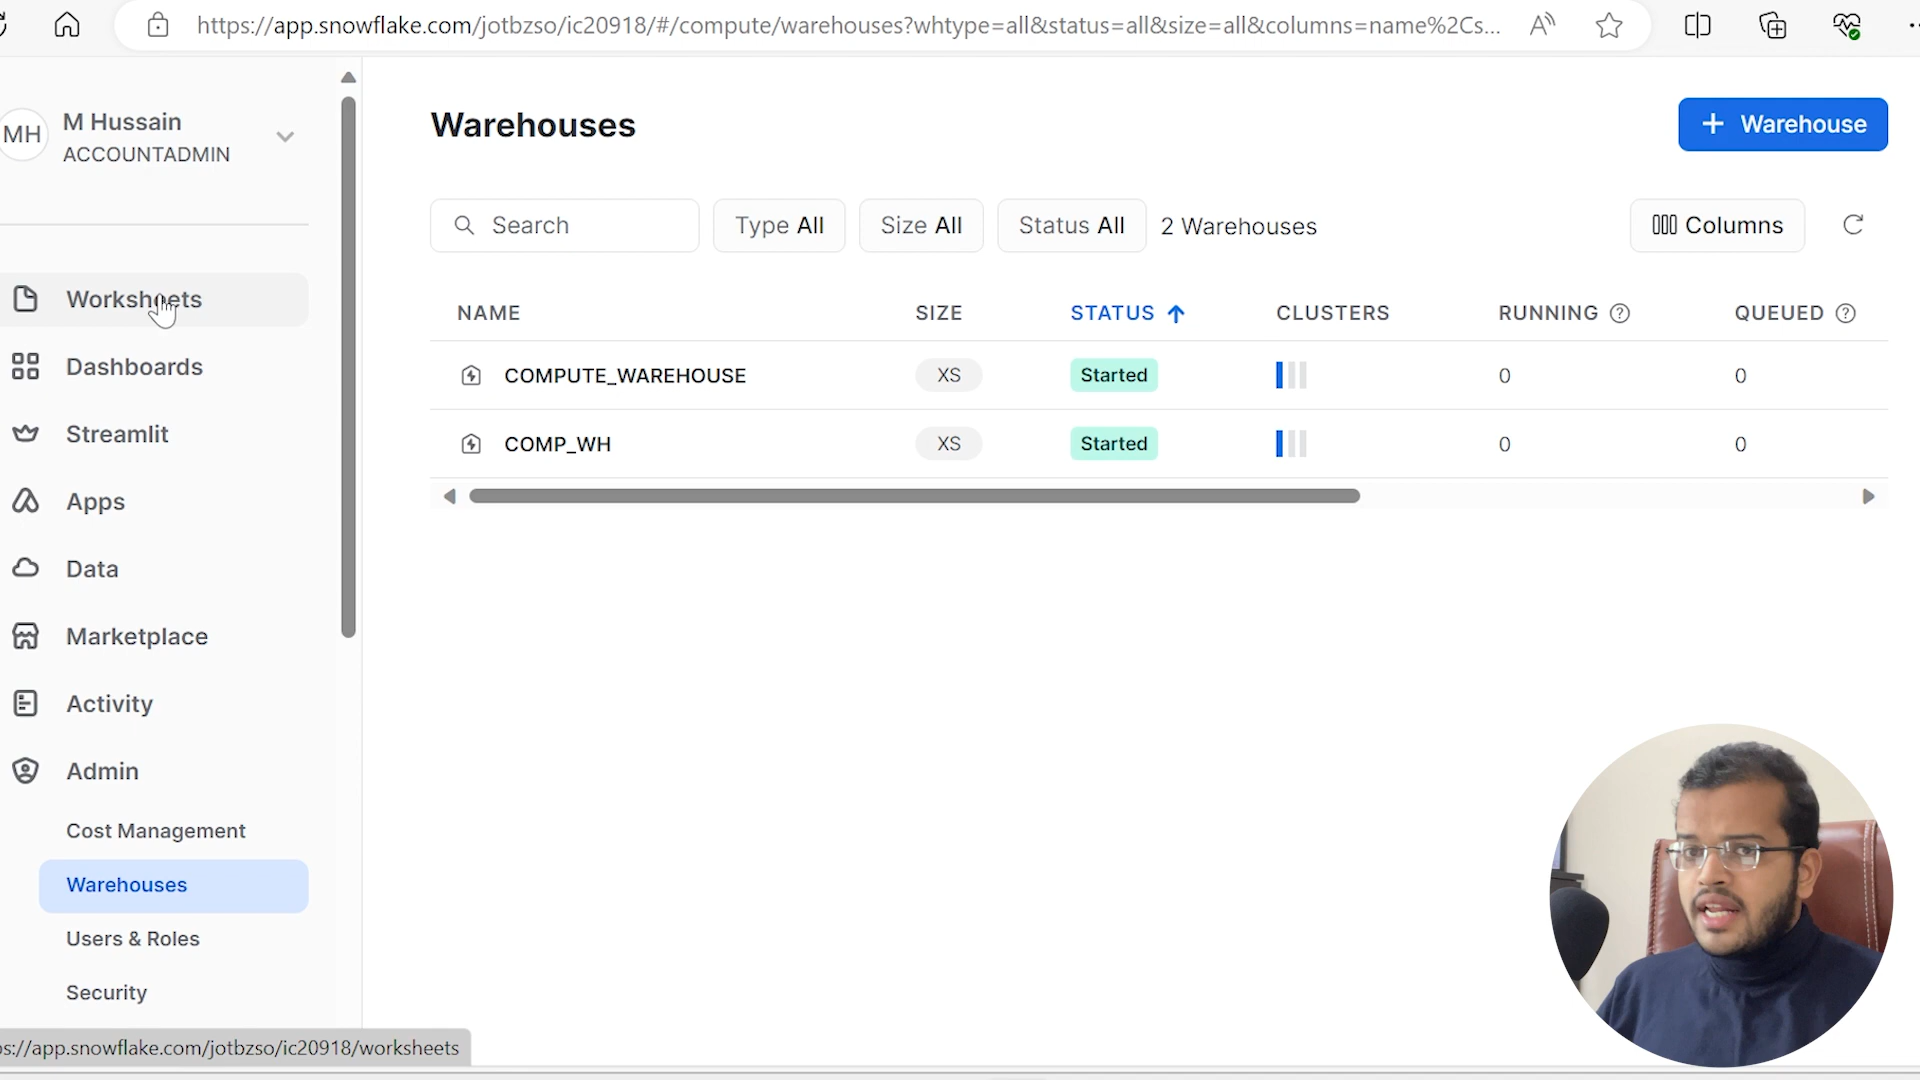 https://app.snowflake.com/jotbzso/ic20918/#/compute/warehouses?whtype=all&status=all&size=all&columns=name%2Cs...
MH
M Hussain
ACCOUNTADMIN
Worksheets
Dashboards
Streamlit
Apps
Data
Marketplace
Activity
Admin
Cost Management
Warehouses
Users & Roles
Security
ps://app.snowflake.com/jotbzso/ic20918/worksheets
Warehouses
+ Warehouse
Search
Type All
Size All
Status All
2 Warehouses
Columns
NAME SIZE STATUS CLUSTERS RUNNING QUEUED
COMPUTE_WAREHOUSE XS Started 0 0
COMP_WH XS Started 0 0